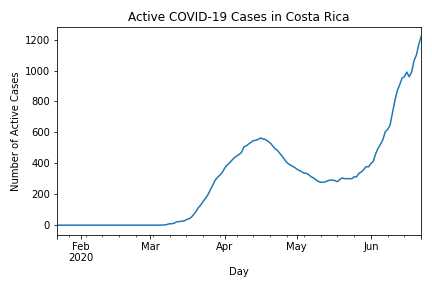 Active COVID-19 Cases in Costa Rica
1200
1000
800
600
400
200
0
Number of Active Cases
Feb
2020
Mar
Apr
May
Jun
Day